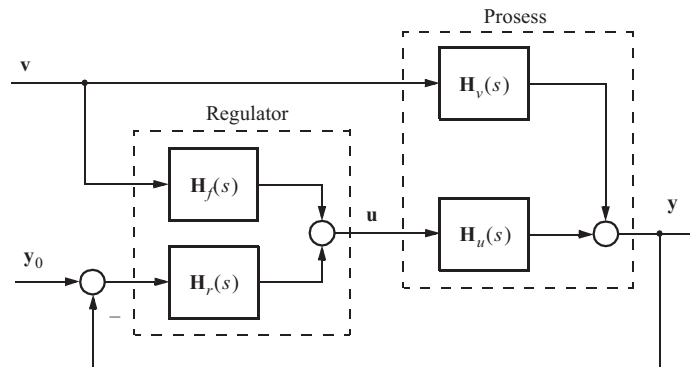 Prosess
v
H_v(s)
Regulator
H_f(s)
u
H_u(s)
y
y_0
H_r(s)
−